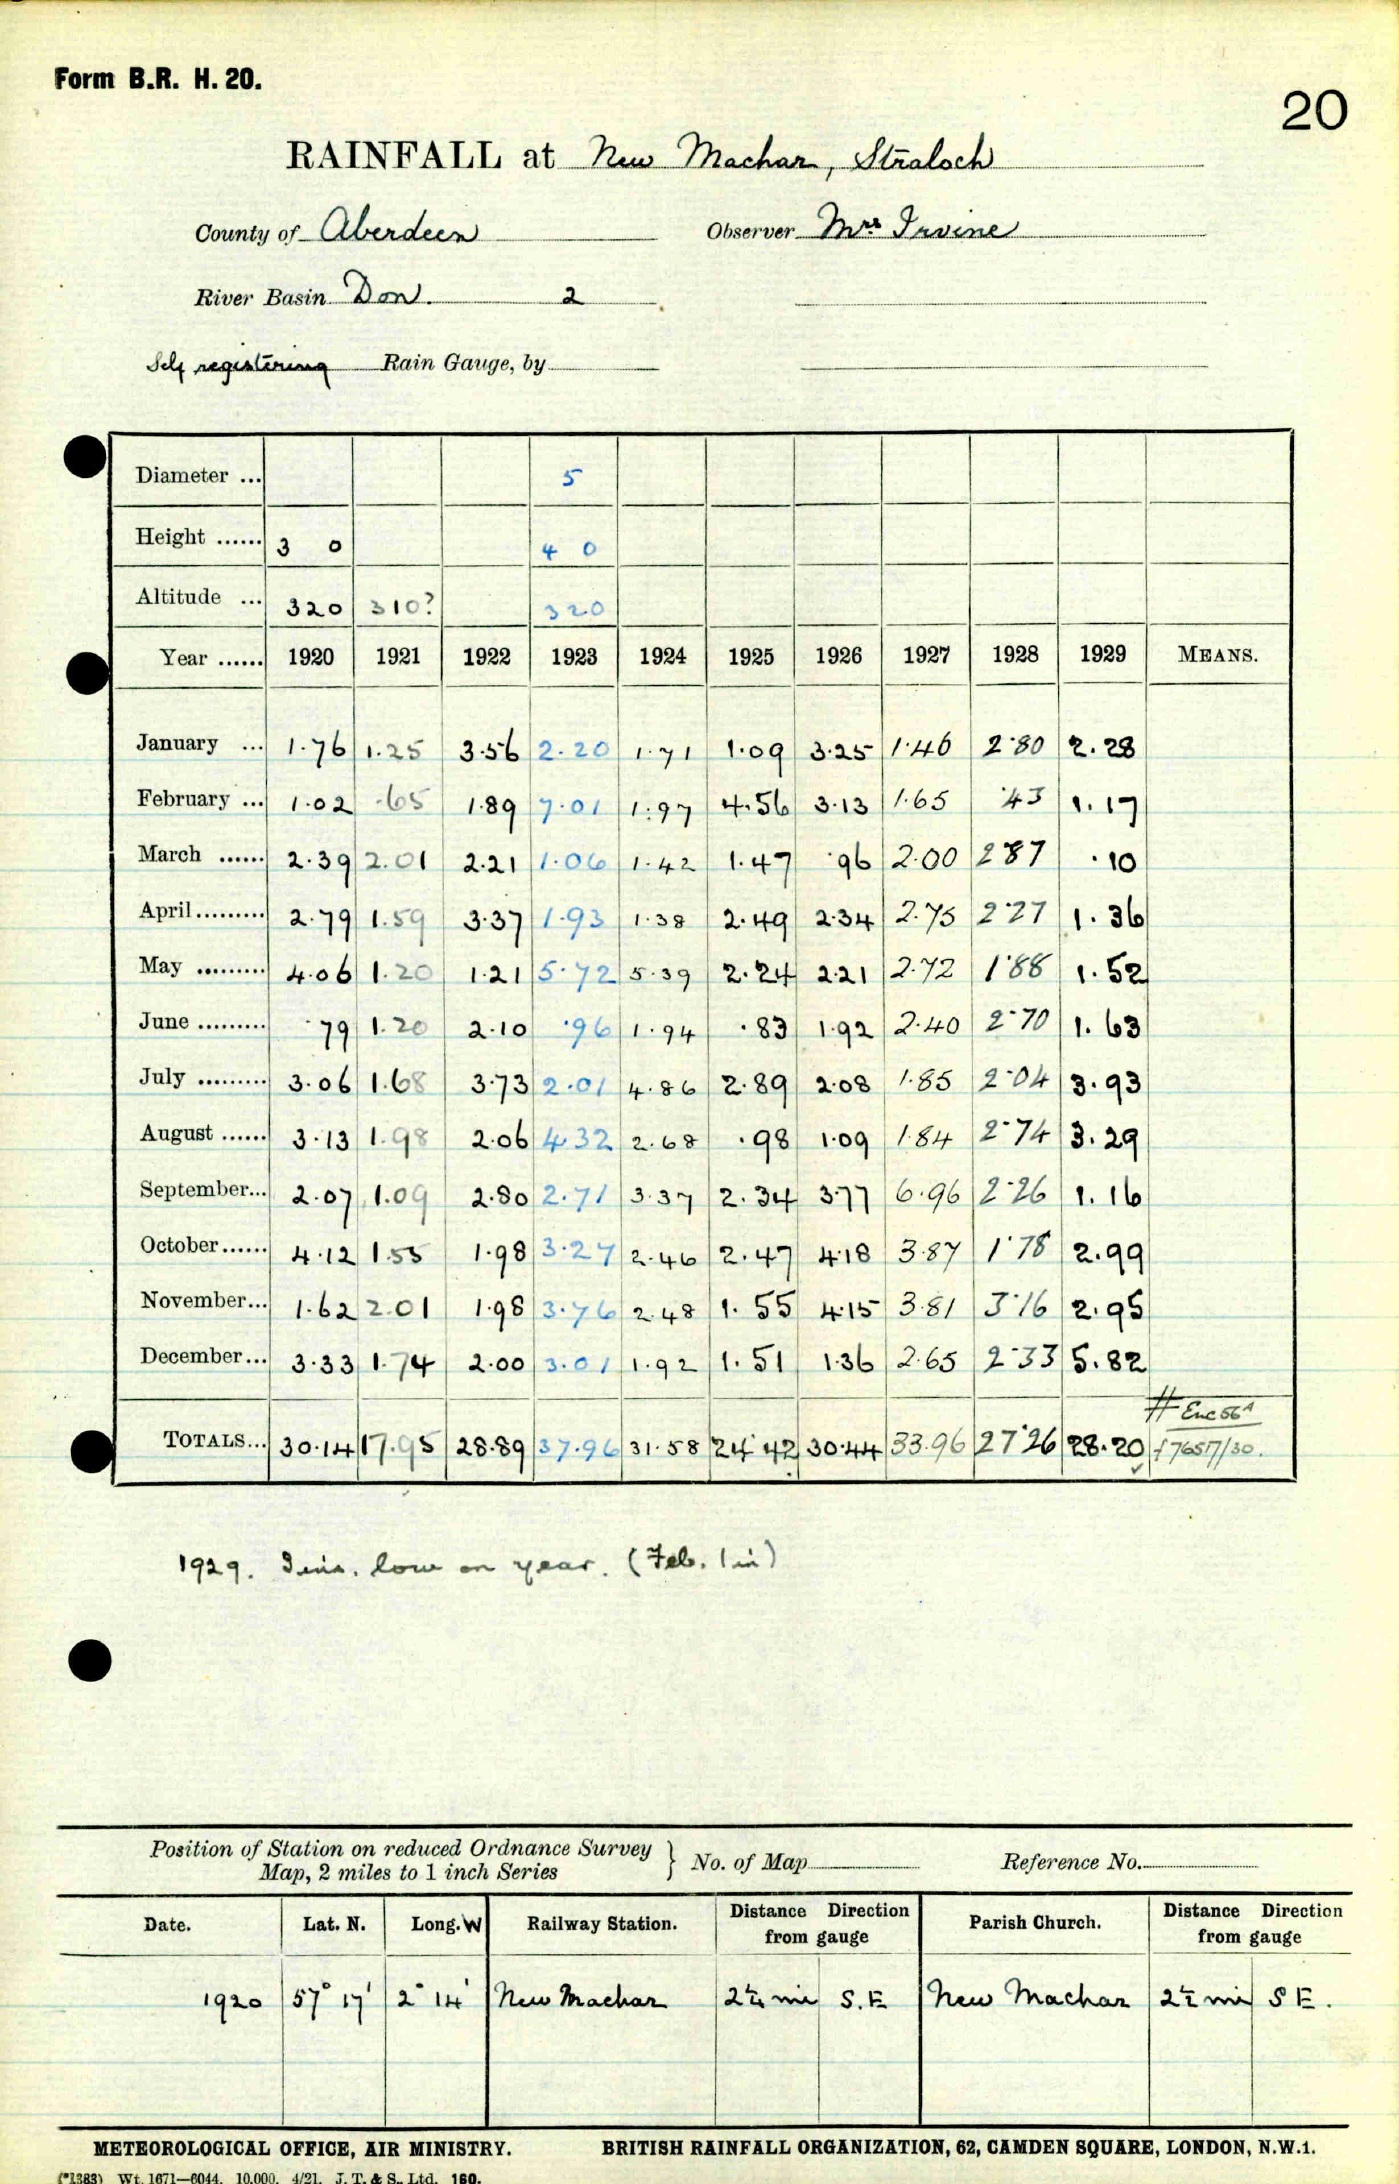 Form B.R. H. 20.
20
RAINFALL at New Machar, Straloch
County of Aberdeen Observer Mrs Irvine
River Basin Don. 2
Self registering Rain Gauge, by
Diameter ... 5
Height ...... 3 0 4 0
Altitude ... 320 310? 320
Year ...... 1920 1921 1922 1923 1924 1925 1926 1927 1928 1929 MEANS.
January ... 1.76 1.25 3.56 2.20 1.71 1.09 3.25 1.46 2.80 2.28
February ... 1.02 .65 1.89 7.01 1.97 4.56 3.13 1.65 .43 1.17
March ...... 2.39 2.01 2.21 1.06 1.42 1.47 .96 2.00 287 .10
April......... 2.79 1.59 3.37 1.93 1.38 2.49 2.34 2.75 2.27 1.36
May ......... 4.06 1.20 1.21 5.72 5.39 2.24 2.21 2.72 1.88 1.52
June ......... .79 1.20 2.10 .96 1.94 .83 1.92 2.40 2.70 1.63
July ......... 3.06 1.68 3.73 2.01 4.86 2.89 2.08 1.85 2.04 3.93
August ...... 3.13 1.98 2.06 4.32 2.68 .98 1.09 1.84 2.74 3.29
September... 2.07 1.09 2.80 2.71 3.37 2.34 3.77 6.96 2.26 1.16
October...... 4.12 1.55 1.98 3.27 2.46 2.47 4.18 3.87 1.78 2.99
November... 1.62 2.01 1.98 3.76 2.48 1.55 4.15 3.81 3.16 2.95
December... 3.33 1.74 2.00 3.01 1.92 1.51 1.36 2.65 2.33 5.82
# Enc 56A
TOTALS... 30.14 17.95 28.89 37.96 31.58 24.42 30.44 33.96 27.26 28.20 f7657/30.
1929. low on year. (Feb. 1 in)
Position of Station on reduced Ordnance Survey
Map, 2 miles to 1 inch Series } No. of Map Reference No.
Date. Lat. N. Long. W Railway Station. Distance from gauge Direction Parish Church. Distance from gauge Direction
1920 57° 17' 2° 14' New Machar 2¼ mi S.E New Machar 2½ mi S E.
METEOROLOGICAL OFFICE, AIR MINISTRY. BRITISH RAINFALL ORGANIZATION, 62, CAMDEN SQUARE, LONDON, N.W.1.
(*1383) Wt. 1671—6044. 10,000. 4/21. J. T. & S., Ltd. 160.